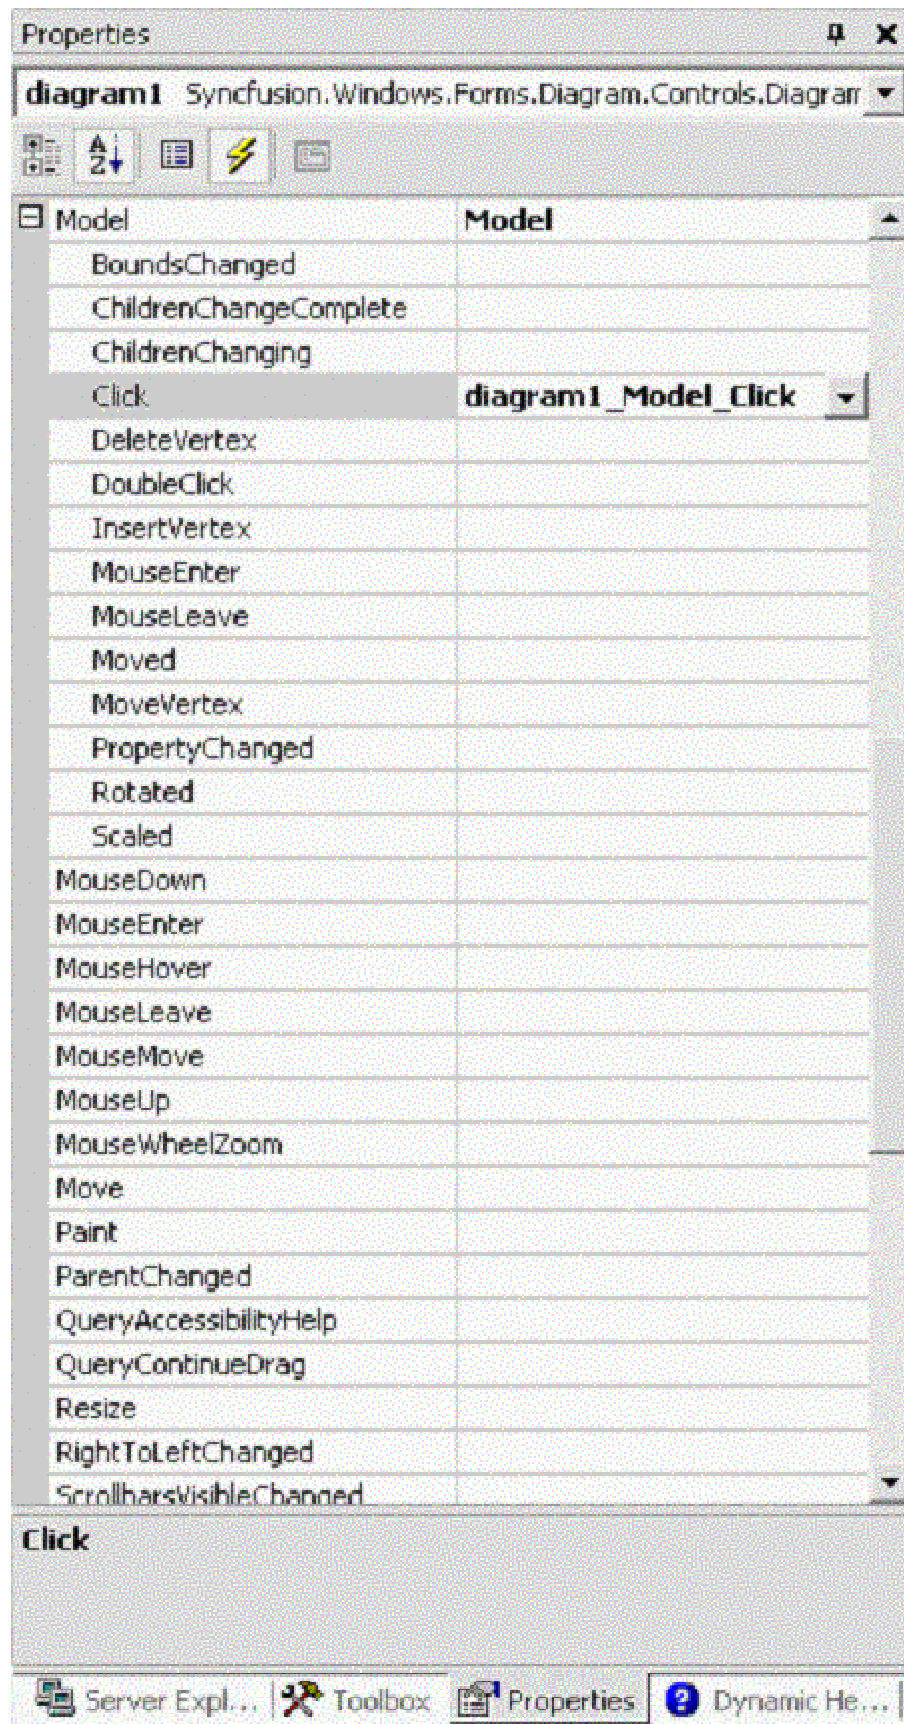 Properties
diagram1 Syncfusion.Windows.Forms.Diagram.Controls.Diagram
Model Model
BoundsChanged
ChildrenChangeComplete
ChildrenChanging
Click diagram1_Model_Click
DeleteVertex
DoubleClick
InsertVertex
MouseEnter
MouseLeave
Moved
MoveVertex
PropertyChanged
Rotated
Scaled
MouseDown
MouseEnter
MouseHover
MouseLeave
MouseMove
MouseUp
MouseWheelZoom
Move
Paint
ParentChanged
QueryAccessibilityHelp
QueryContinueDrag
Resize
RightToLeftChanged
ScrollbarsVisibleChanged
Click
Server Expl... Toolbox Properties Dynamic He...